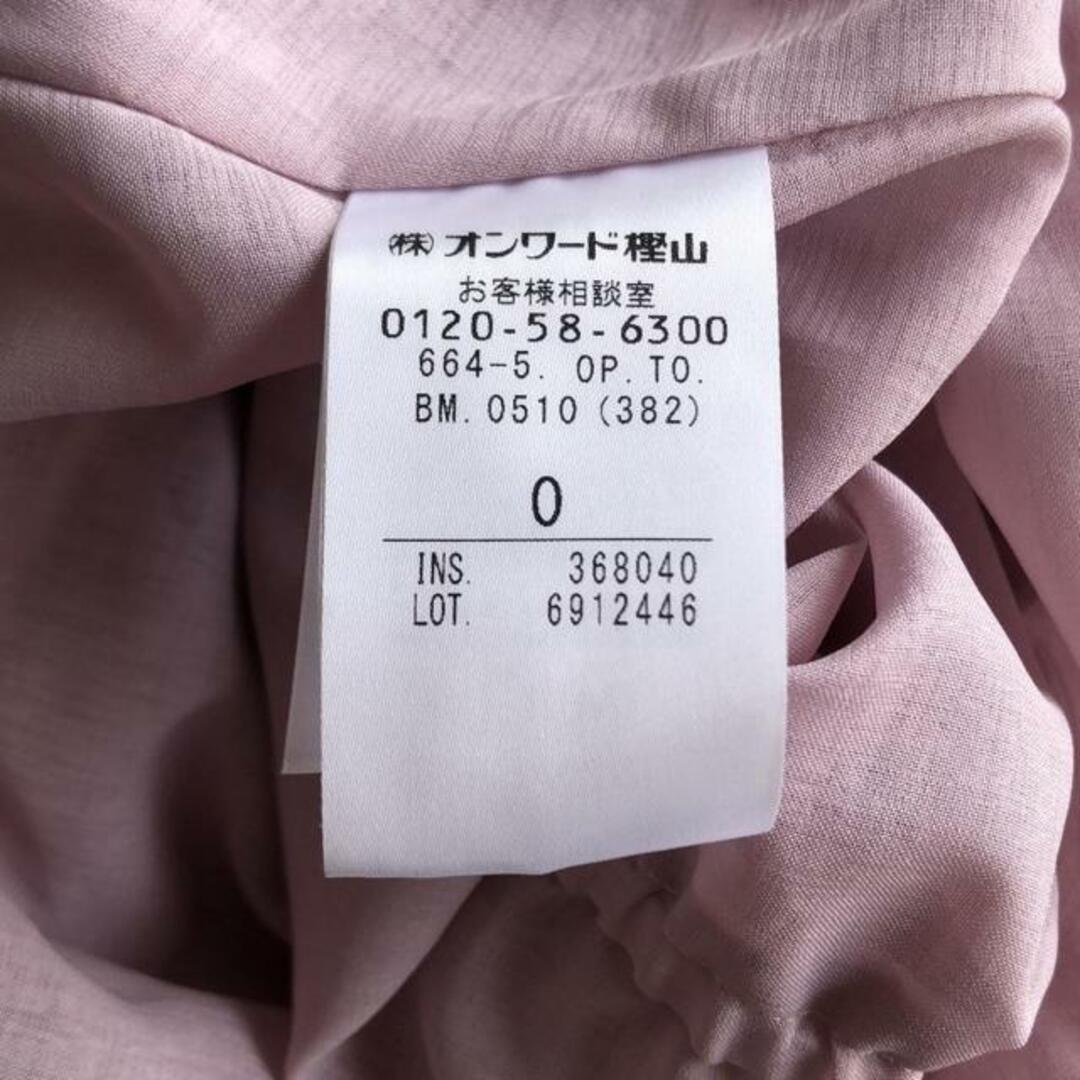 ㈱オンワード樫山
お客様相談室
0120-58-6300
664-5. OP. TO.
BM. 0510 (382)
0
INS. 368040
LOT. 6912446